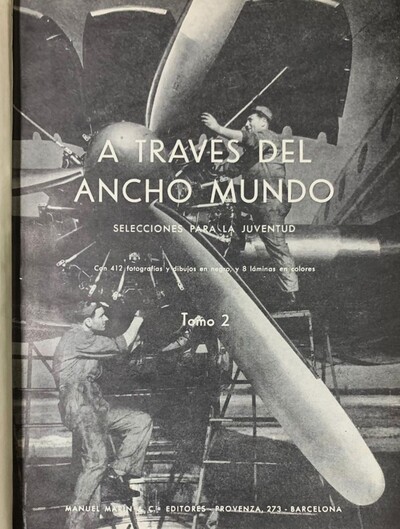 A TRAVES DEL
ANCHO MUNDO
SELECCIONES PARA LA JUVENTUD
Con 412 fotografías y dibujos en negro, y 8 láminas en colores
Tomo 2
MANUEL MARIN & C.ª EDITORES - PROVENZA, 273 - BARCELONA